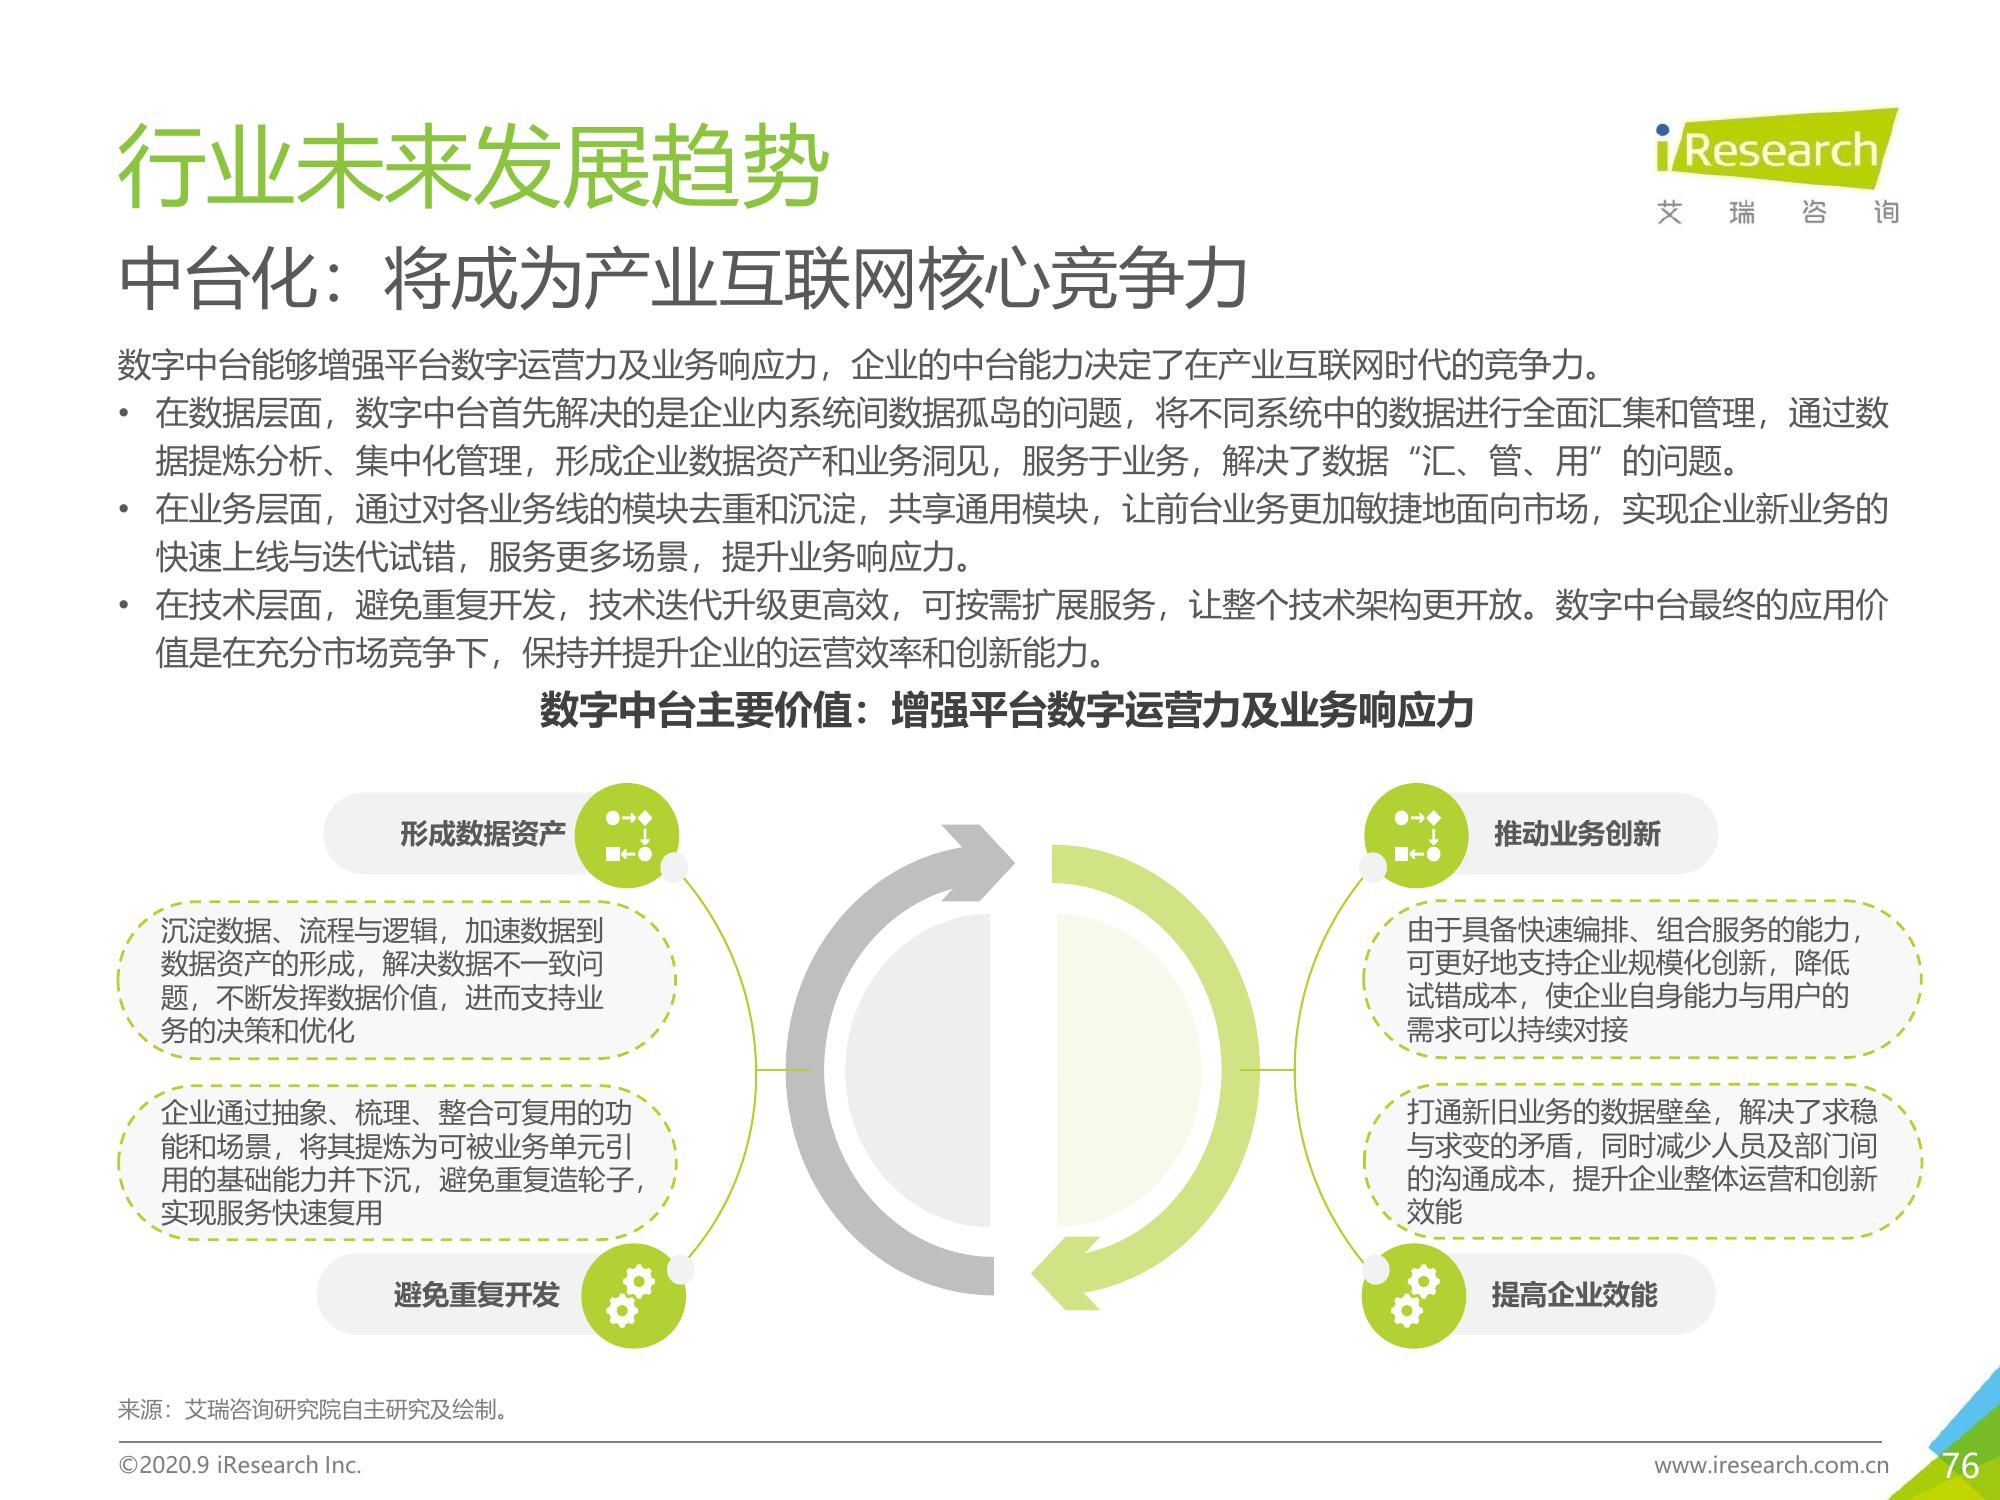 行业未来发展趋势
iResearch
艾瑞咨询
中台化：将成为产业互联网核心竞争力
数字中台能够增强平台数字运营力及业务响应力，企业的中台能力决定了在产业互联网时代的竞争力。
• 在数据层面，数字中台首先解决的是企业内系统间数据孤岛的问题，将不同系统中的数据进行全面汇集和管理，通过数
据提炼分析、集中化管理，形成企业数据资产和业务洞见，服务于业务，解决了数据“汇、管、用”的问题。
• 在业务层面，通过对各业务线的模块去重和沉淀，共享通用模块，让前台业务更加敏捷地面向市场，实现企业新业务的
快速上线与迭代试错，服务更多场景，提升业务响应力。
• 在技术层面，避免重复开发，技术迭代升级更高效，可按需扩展服务，让整个技术架构更开放。数字中台最终的应用价
值是在充分市场竞争下，保持并提升企业的运营效率和创新能力。
数字中台主要价值：增强平台数字运营力及业务响应力
形成数据资产
沉淀数据、流程与逻辑，加速数据到
数据资产的形成，解决数据不一致问
题，不断发挥数据价值，进而支持业
务的决策和优化
企业通过抽象、梳理、整合可复用的功
能和场景，将其提炼为可被业务单元引
用的基础能力并下沉，避免重复造轮子，
实现服务快速复用
避免重复开发
推动业务创新
由于具备快速编排、组合服务的能力，
可更好地支持企业规模化创新，降低
试错成本，使企业自身能力与用户的
需求可以持续对接
打通新旧业务的数据壁垒，解决了求稳
与求变的矛盾，同时减少人员及部门间
的沟通成本，提升企业整体运营和创新
效能
提高企业效能
来源：艾瑞咨询研究院自主研究及绘制。
©2020.9 iResearch Inc.
www.iresearch.com.cn
76